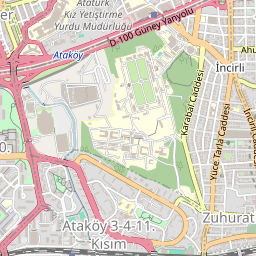 Atatürk
Kız Yetiştirme
Yurdu Müdürlüğü
D-100 Güney Yanyolu
Ataköy
İncirli
Karabal Caddesi
Yüce Tarla Caddesi
Zuhurat
Ataköy 3-4-11.
Kısım